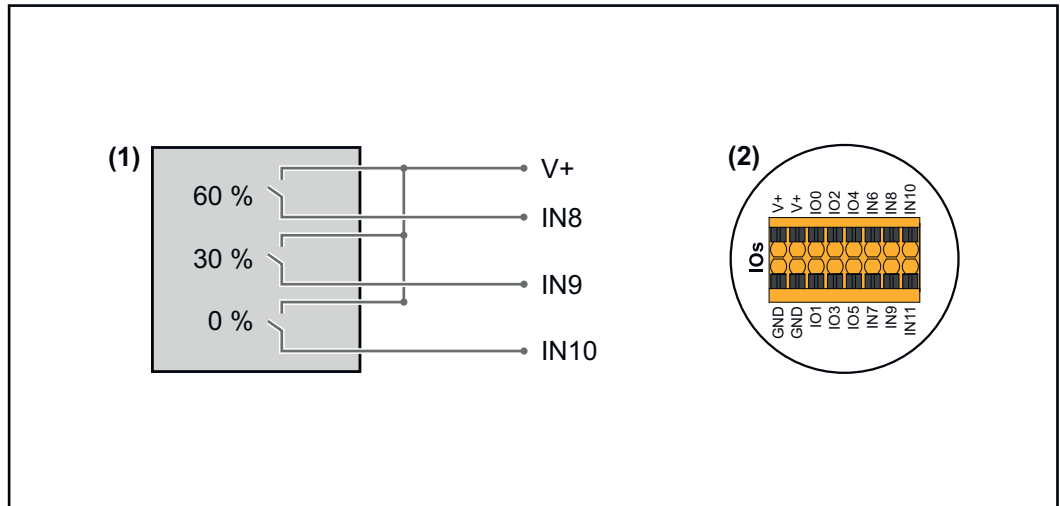 (1)
60 %
30 %
0 %
V+
IN8
IN9
IN10
(2)
IOs
V+
V+
IO0
IO2
IO4
IN6
IN8
IN10
GND
GND
IO1
IO3
IO5
IN7
IN9
IN11